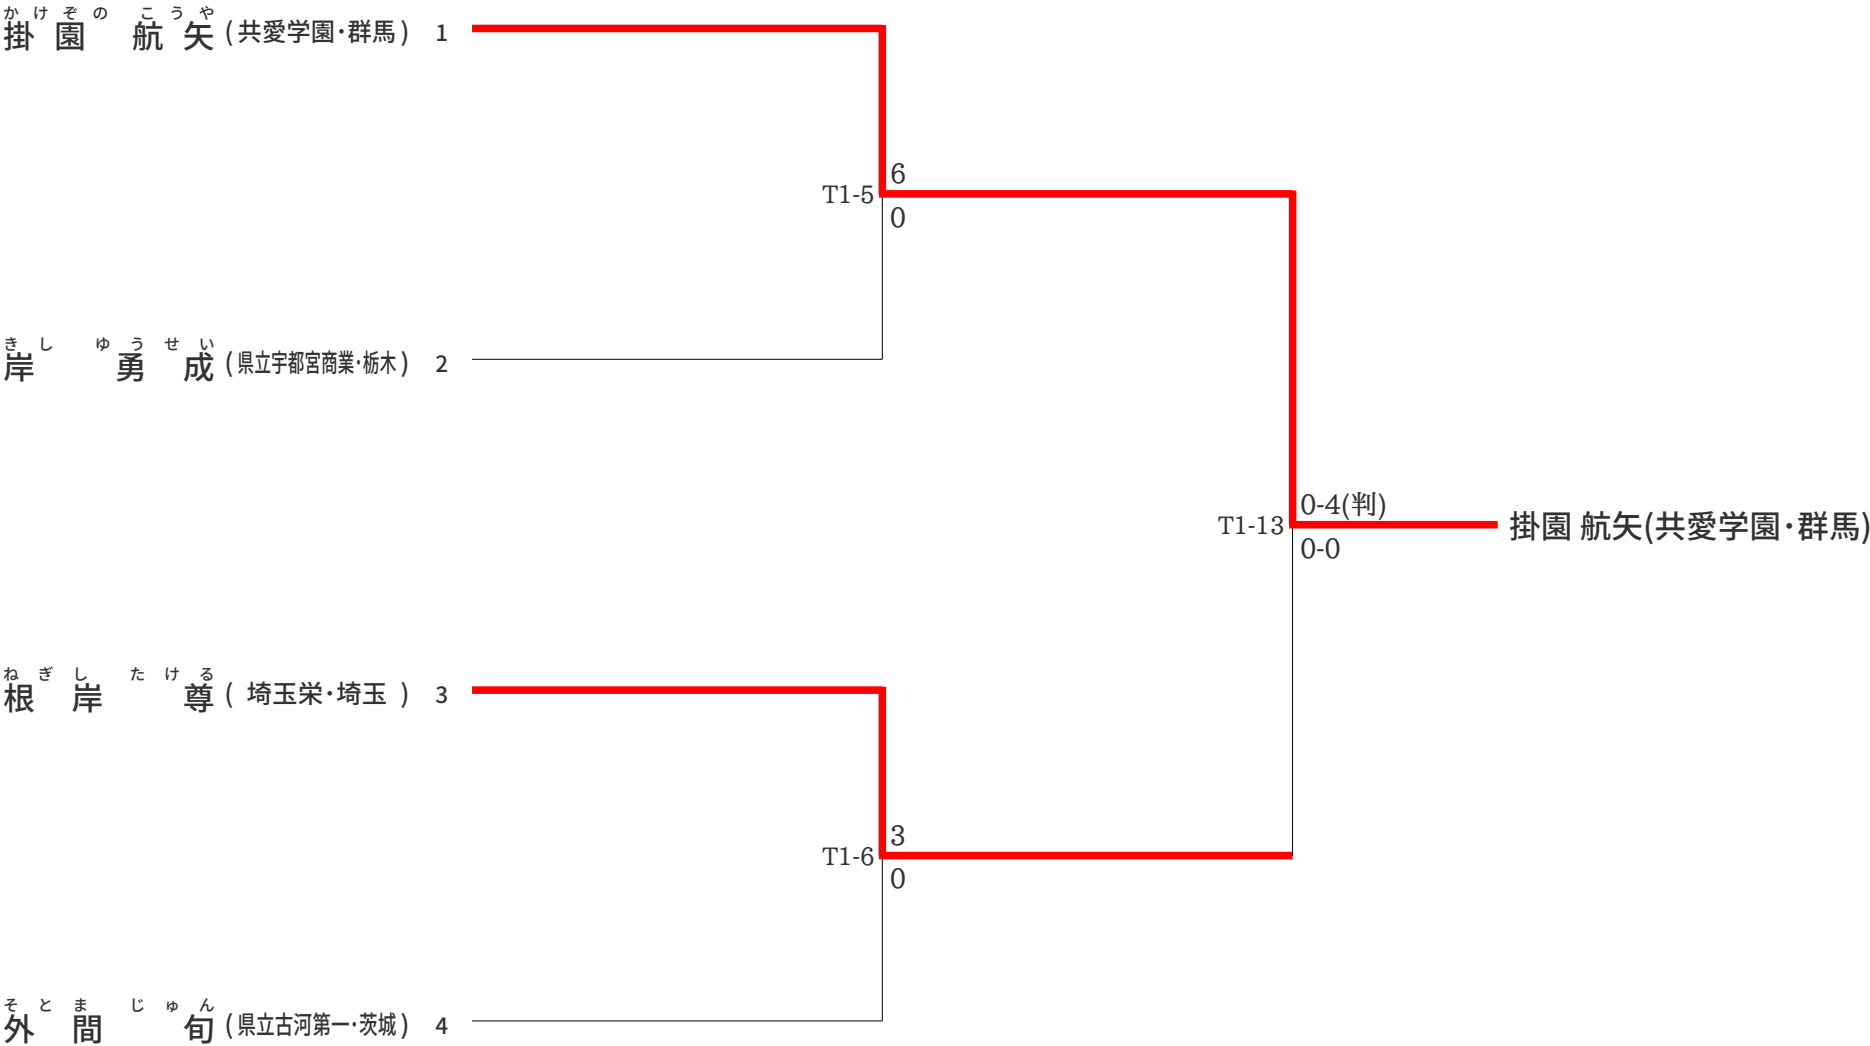 かけぞの こうや
掛園 航矢 (共愛学園・群馬) 1
6
T1-5
0
きし ゆうせい
岸 勇成 (県立宇都宮商業・栃木) 2
0-4(判)
T1-13
掛園 航矢(共愛学園・群馬)
0-0
ねぎし たける
根岸 尊 ( 埼玉栄・埼玉 ) 3
3
T1-6
0
そとま じゅん
外間 旬 (県立古河第一・茨城) 4